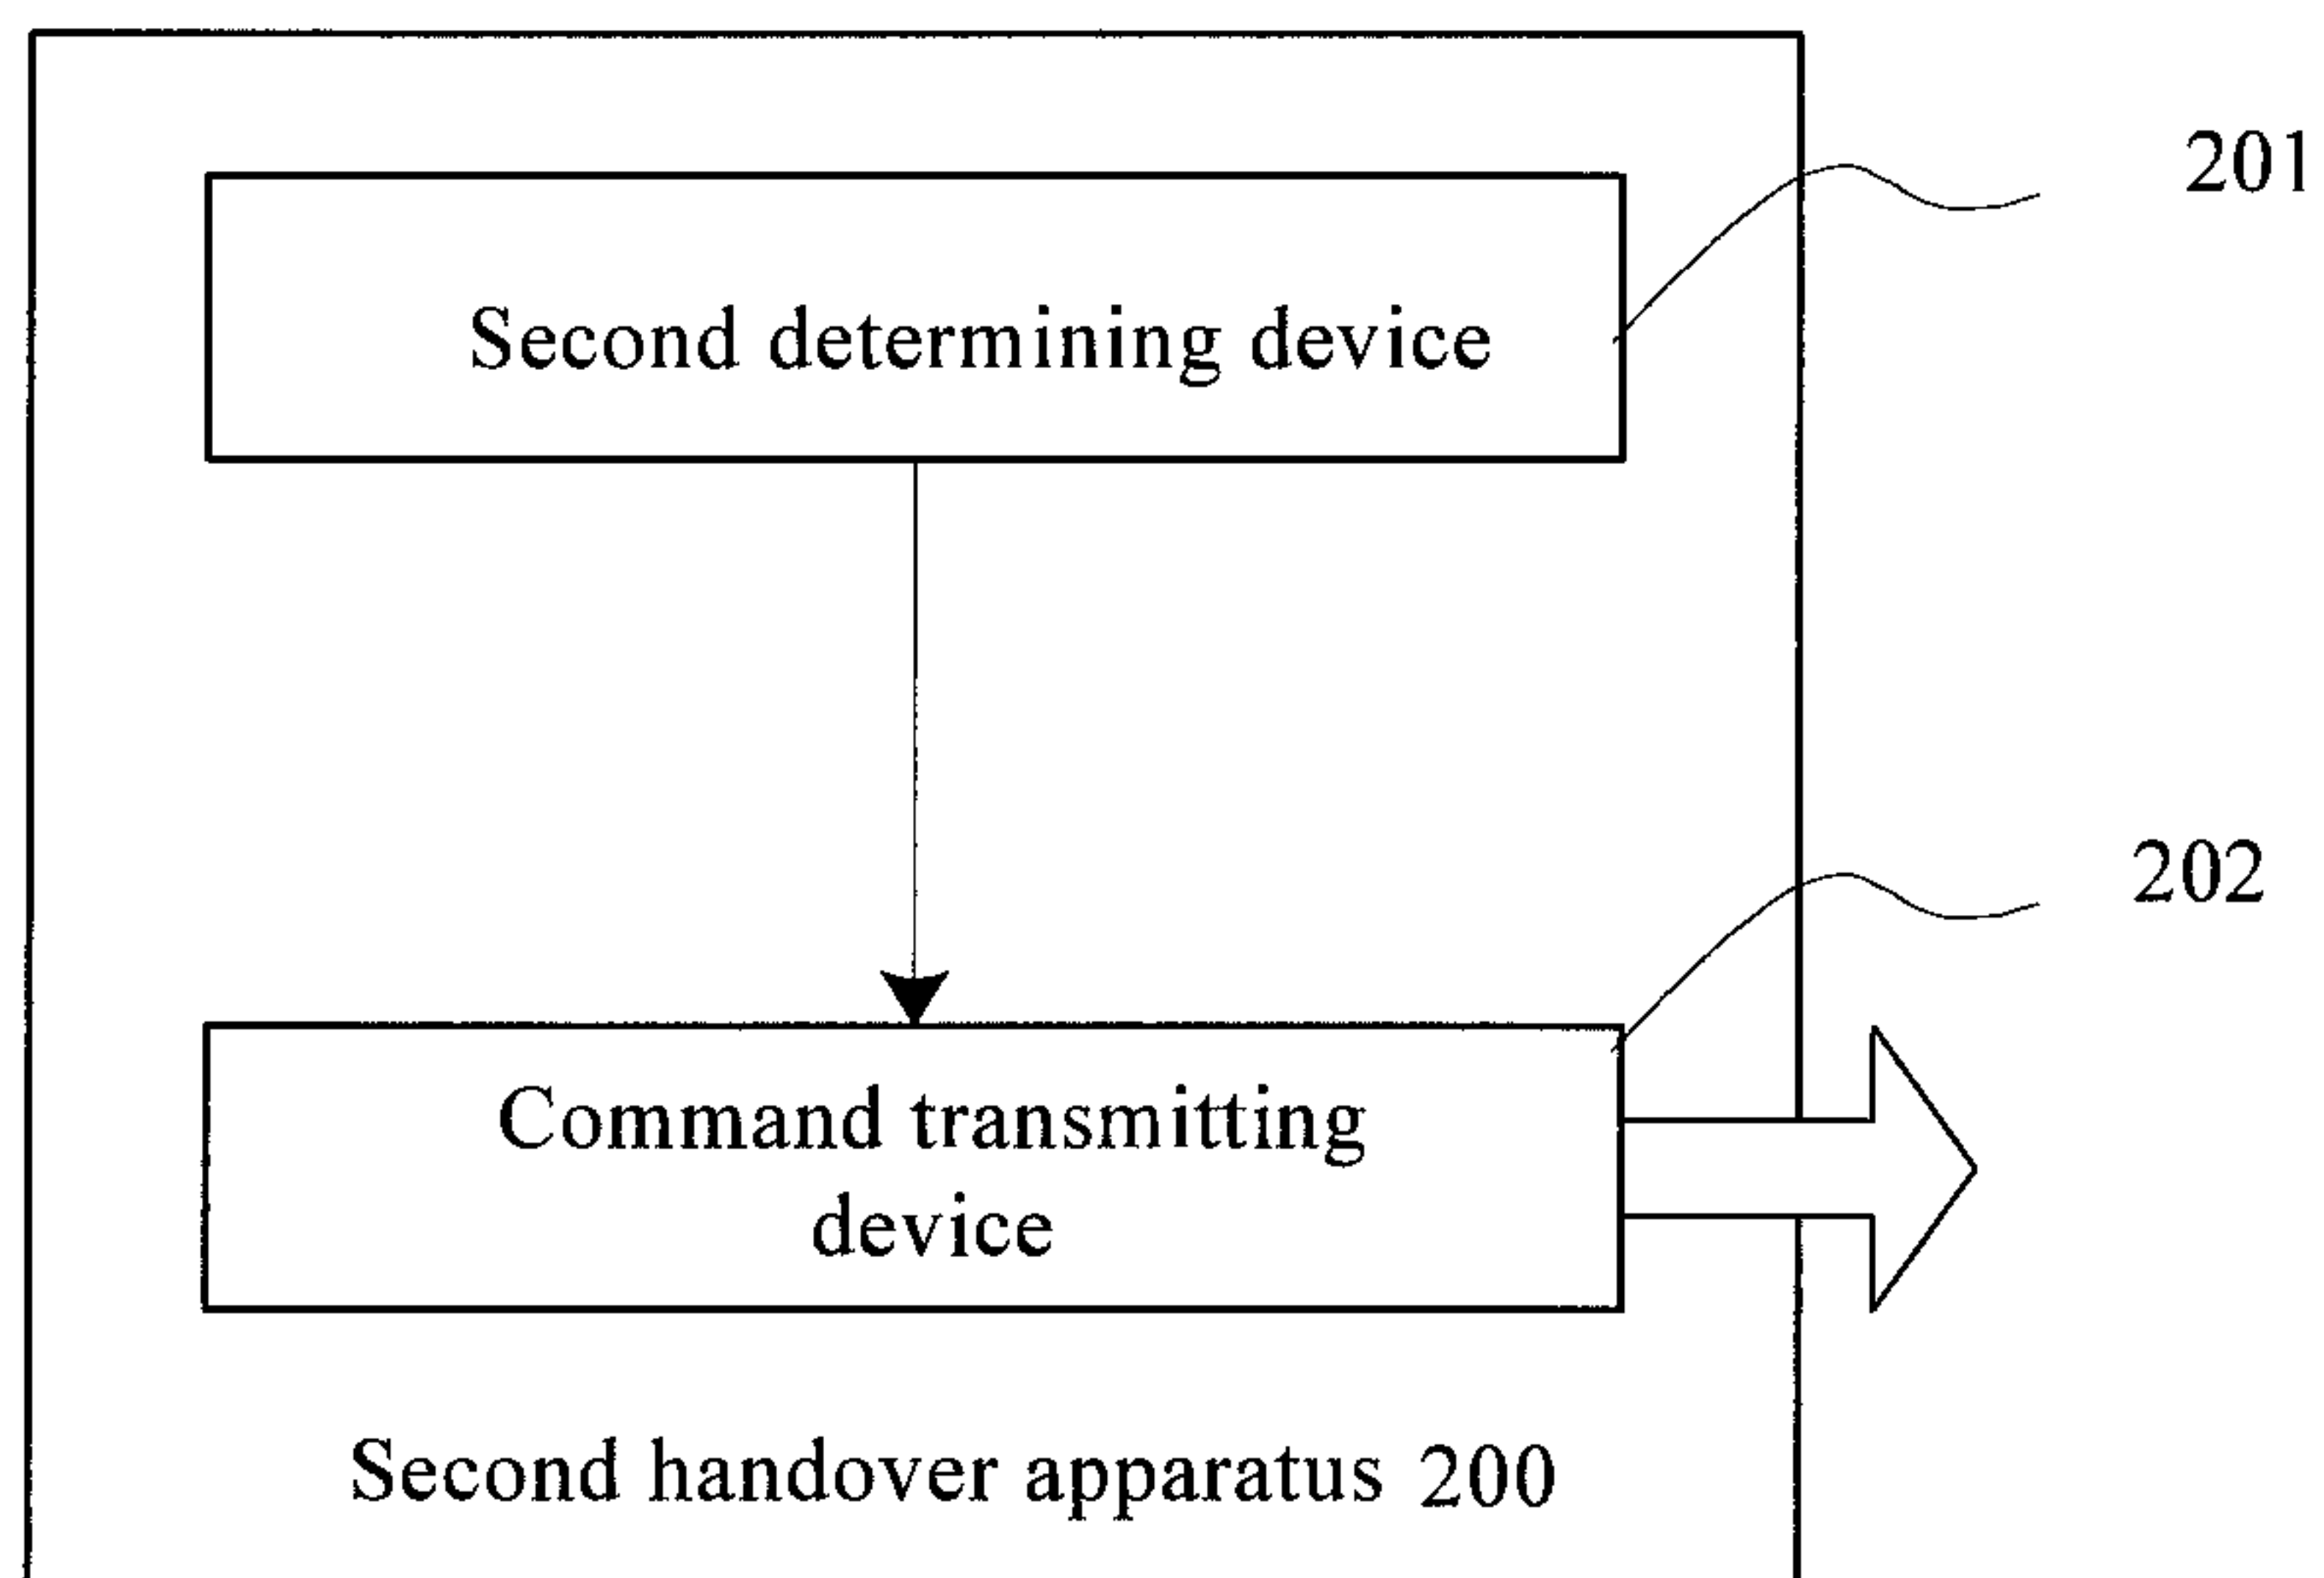 201
Second determining device
202
Command transmitting
device
Second handover apparatus 200